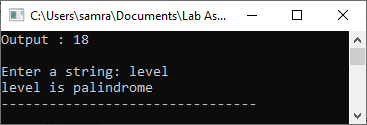 C:\Users\samra\Documents\Lab As...
Output : 18
Enter a string: level
level is palindrome
--------------------------------